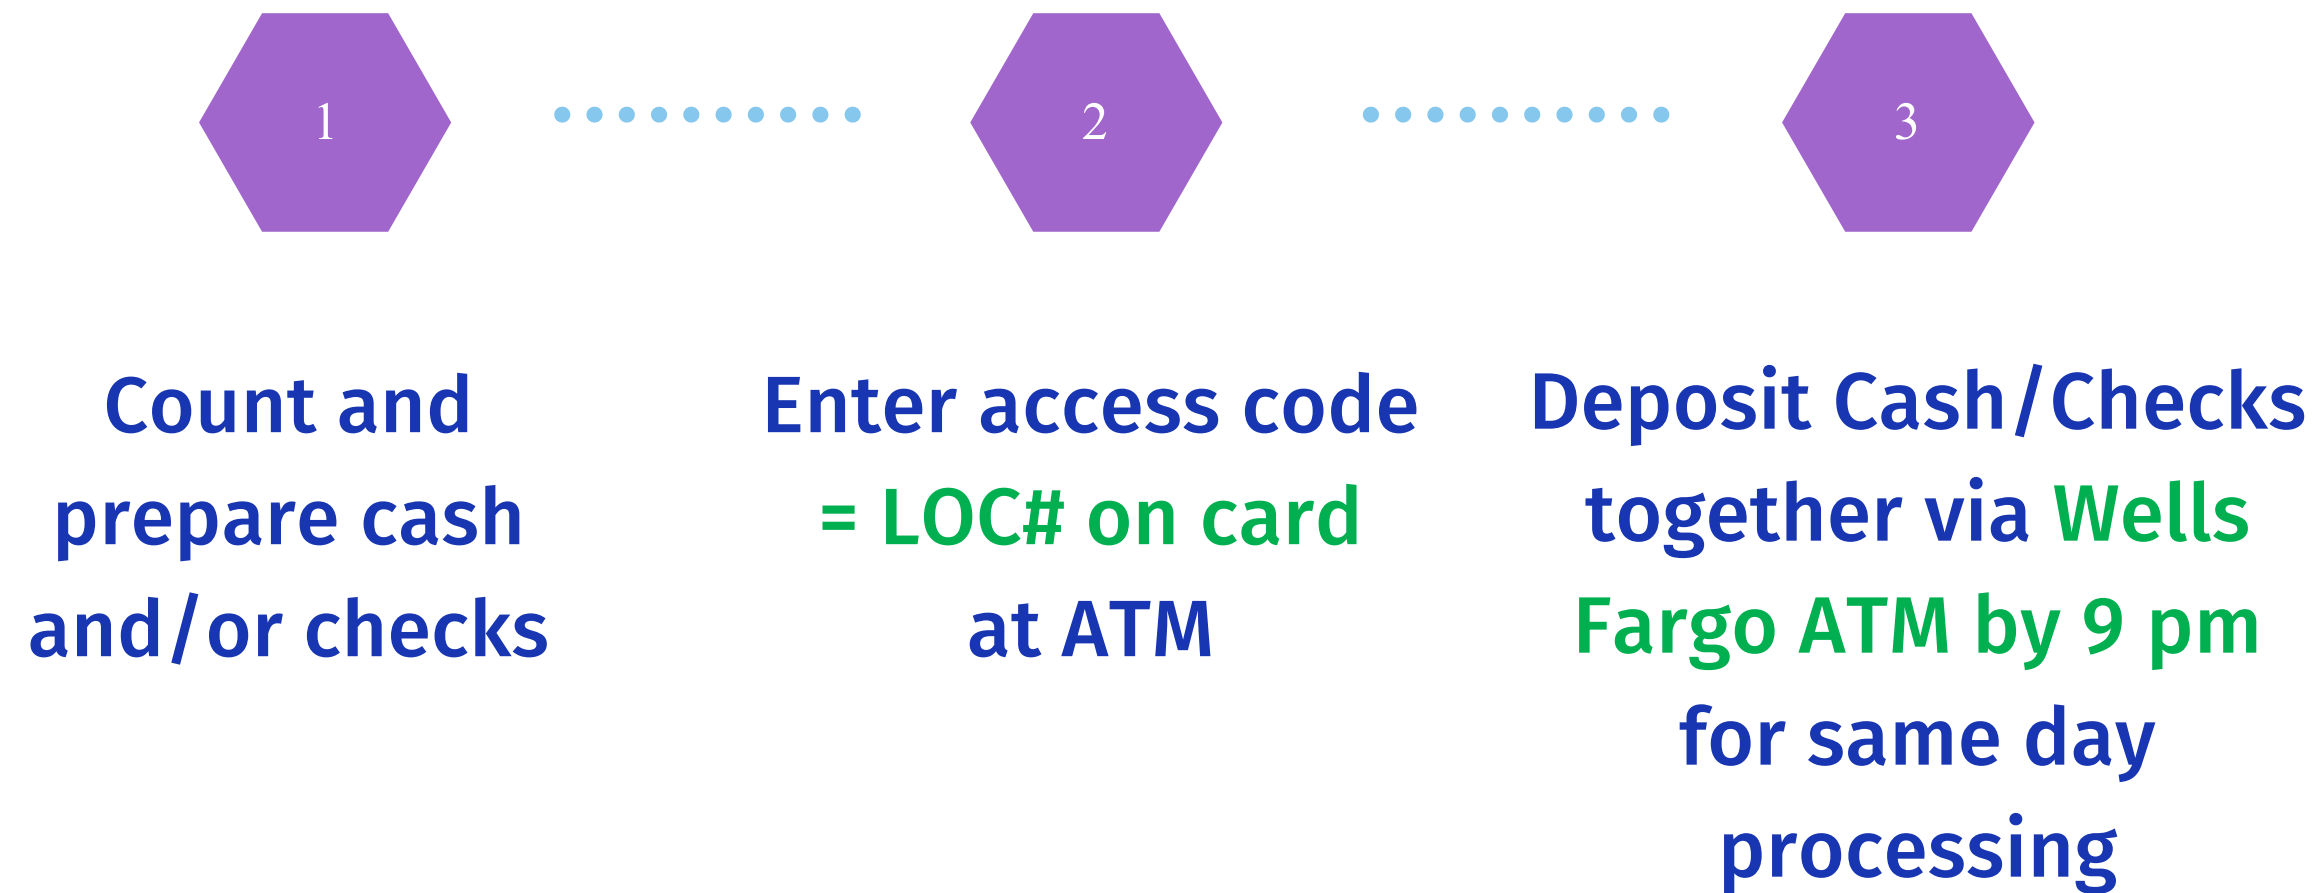 1
Count and
prepare cash
and/or checks
2
Enter access code
= LOC# on card
at ATM
3
Deposit Cash/Checks
together via Wells
Fargo ATM by 9 pm
for same day
processing